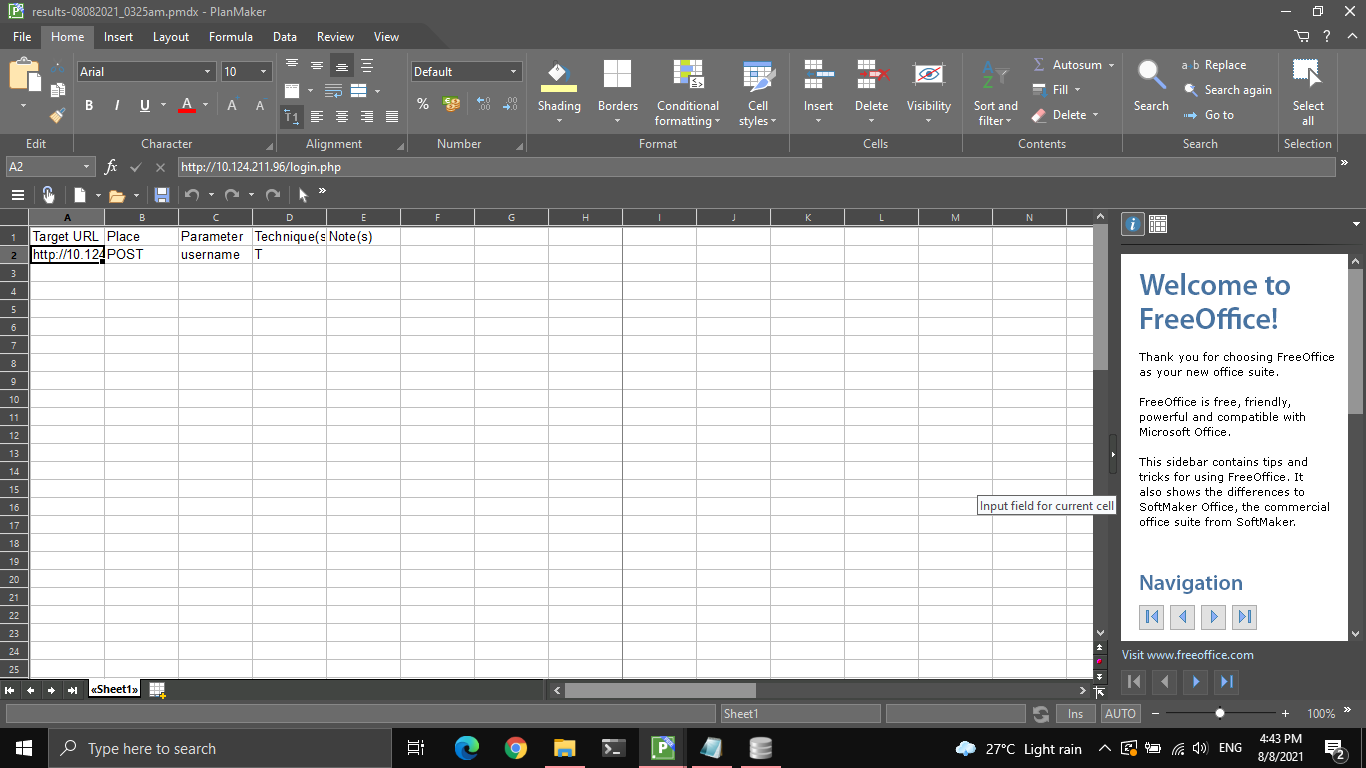 results-08082021_0325am.pmdx - PlanMaker
File Home Insert Layout Formula Data Review View
Arial 10 Default
B I U A A A % Shading Borders Conditional formatting Cell styles Insert Delete Visibility Sort and filter Autosum Fill Delete Search Replace Search again Go to Select all
Edit Character Alignment Number Format Cells Contents Search Selection
A2 fx http://10.124.211.96/login.php
A B C D E F G H I J K L M N
1 Target URL Place Parameter Technique(s Note(s)
2 http://10.124 POST username T
3
4
5
6
7
8
9
10
11
12
13
14
15
16
17
18
19
20
21
22
23
24
25
Input field for current cell
Welcome to
FreeOffice!
Thank you for choosing FreeOffice
as your new office suite.
FreeOffice is free, friendly,
powerful and compatible with
Microsoft Office.
This sidebar contains tips and
tricks for using FreeOffice. It
also shows the differences to
SoftMaker Office, the commercial
office suite from SoftMaker.
Navigation
Visit www.freeoffice.com
«Sheet1»
Sheet1 Ins AUTO 100%
Type here to search
27°C Light rain ENG
4:43 PM
8/8/2021
2